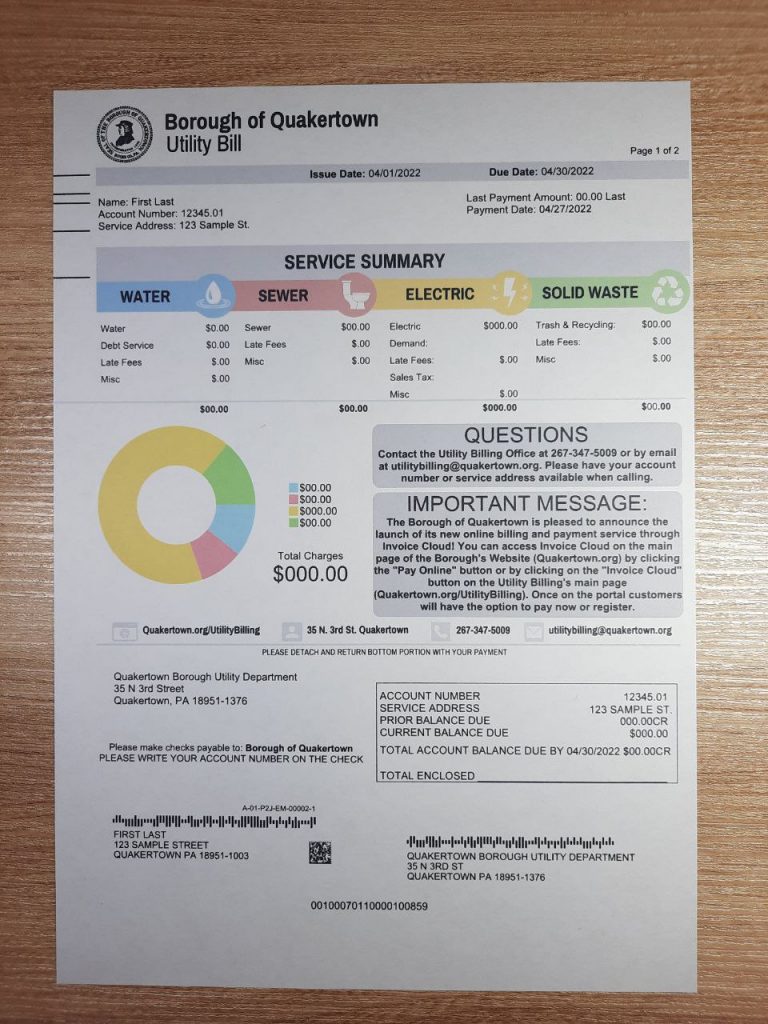 Borough of Quakertown
Utility Bill
Page 1 of 2
Issue Date: 04/01/2022 Due Date: 04/30/2022
Name: First Last
Account Number: 12345.01
Service Address: 123 Sample St.
Last Payment Amount: 00.00 Last
Payment Date: 04/27/2022
SERVICE SUMMARY
WATER
Water $0.00
Debt Service $0.00
Late Fees $.00
Misc $.00
$00.00
SEWER
Sewer $00.00
Late Fees $.00
Misc $.00
$00.00
ELECTRIC
Electric $000.00
Demand:
Late Fees: $.00
Sales Tax:
Misc $.00
$000.00
SOLID WASTE
Trash & Recycling: $00.00
Late Fees: $.00
Misc $.00
$00.00
$00.00
$00.00
$000.00
$00.00
Total Charges
$000.00
QUESTIONS
Contact the Utility Billing Office at 267-347-5009 or by email
at utilitybilling@quakertown.org. Please have your account
number or service address available when calling.
IMPORTANT MESSAGE:
The Borough of Quakertown is pleased to announce the
launch of its new online billing and payment service through
Invoice Cloud! You can access Invoice Cloud on the main
page of the Borough's Website (Quakertown.org) by clicking
the "Pay Online" button or by clicking on the "Invoice Cloud"
button on the Utility Billing's main page
(Quakertown.org/UtilityBilling). Once on the portal customers
will have the option to pay now or register.
Quakertown.org/UtilityBilling 35 N. 3rd St. Quakertown 267-347-5009 utilitybilling@quakertown.org
PLEASE DETACH AND RETURN BOTTOM PORTION WITH YOUR PAYMENT
Quakertown Borough Utility Department
35 N 3rd Street
Quakertown, PA 18951-1376
ACCOUNT NUMBER 12345.01
SERVICE ADDRESS 123 SAMPLE ST.
PRIOR BALANCE DUE 000.00CR
CURRENT BALANCE DUE $000.00
TOTAL ACCOUNT BALANCE DUE BY 04/30/2022 $00.00CR
TOTAL ENCLOSED
Please make checks payable to: Borough of Quakertown
PLEASE WRITE YOUR ACCOUNT NUMBER ON THE CHECK
A-01-P2J-EM-00002-1
FIRST LAST
123 SAMPLE STREET
QUAKERTOWN PA 18951-1003
QUAKERTOWN BOROUGH UTILITY DEPARTMENT
35 N 3RD ST
QUAKERTOWN PA 18951-1376
00100070110000100859